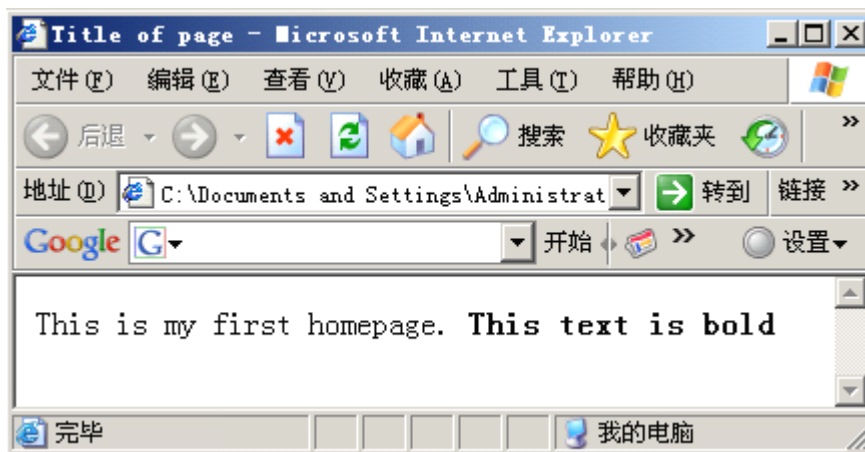 Title of page - Microsoft Internet Explorer
文件(F) 编辑(E) 查看(V) 收藏(A) 工具(T) 帮助(H)
后退 搜索 收藏夹 »
地址(D) C:\Documents and Settings\Administrat 转到 链接 »
Google G 开始 » 设置
This is my first homepage. This text is bold
完毕 我的电脑